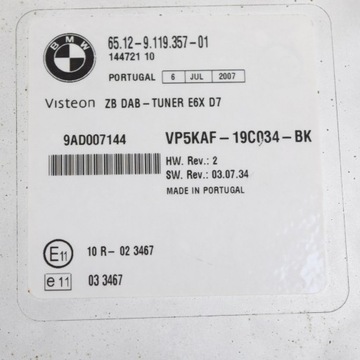 BMW
65.12-9.119.357-01
144721 10
PORTUGAL 6 JUL 2007
Visteon ZB DAB-TUNER E6X D7
9AD007144 VP5KAF-19C034-BK
HW. Rev.: 2
SW. Rev.: 03.07.34
MADE IN PORTUGAL
E11 10 R- 02 3467
e 11 03 3467